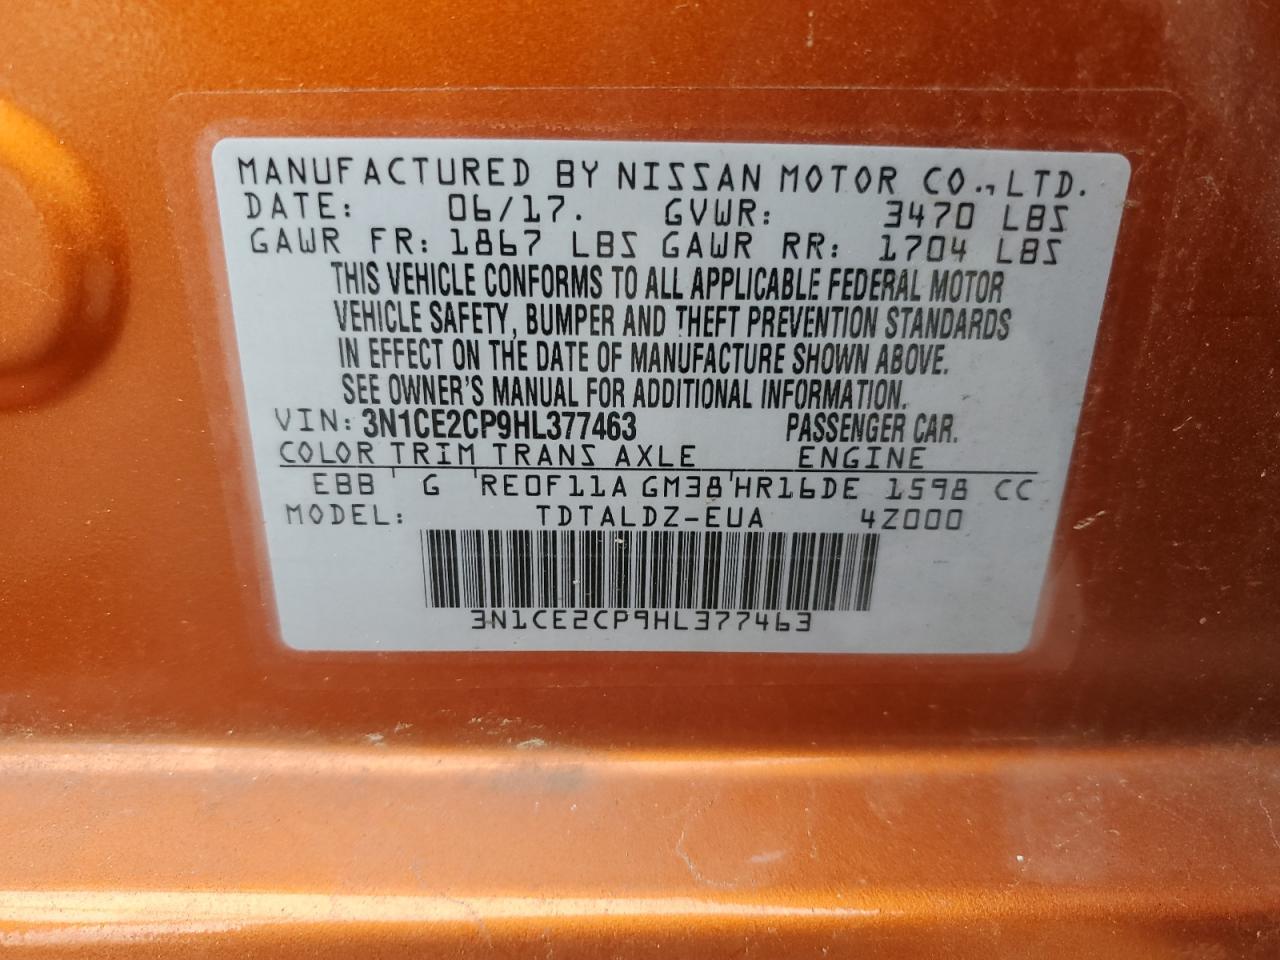 MANUFACTURED BY NISSAN MOTOR CO., LTD.
DATE: 06/17. GVWR: 3470 LBS
GAWR FR: 1867 LBS GAWR RR: 1704 LBS
THIS VEHICLE CONFORMS TO ALL APPLICABLE FEDERAL MOTOR
VEHICLE SAFETY, BUMPER AND THEFT PREVENTION STANDARDS
IN EFFECT ON THE DATE OF MANUFACTURE SHOWN ABOVE.
SEE OWNER'S MANUAL FOR ADDITIONAL INFORMATION.
VIN: 3N1CE2CP9HL377463 PASSENGER CAR.
COLOR TRIM TRANS AXLE ENGINE
EBB G RE0F11A GM38 HR16DE 1598 CC
MODEL: TDTALDZ-EUA 4Z000
3N1CE2CP9HL377463